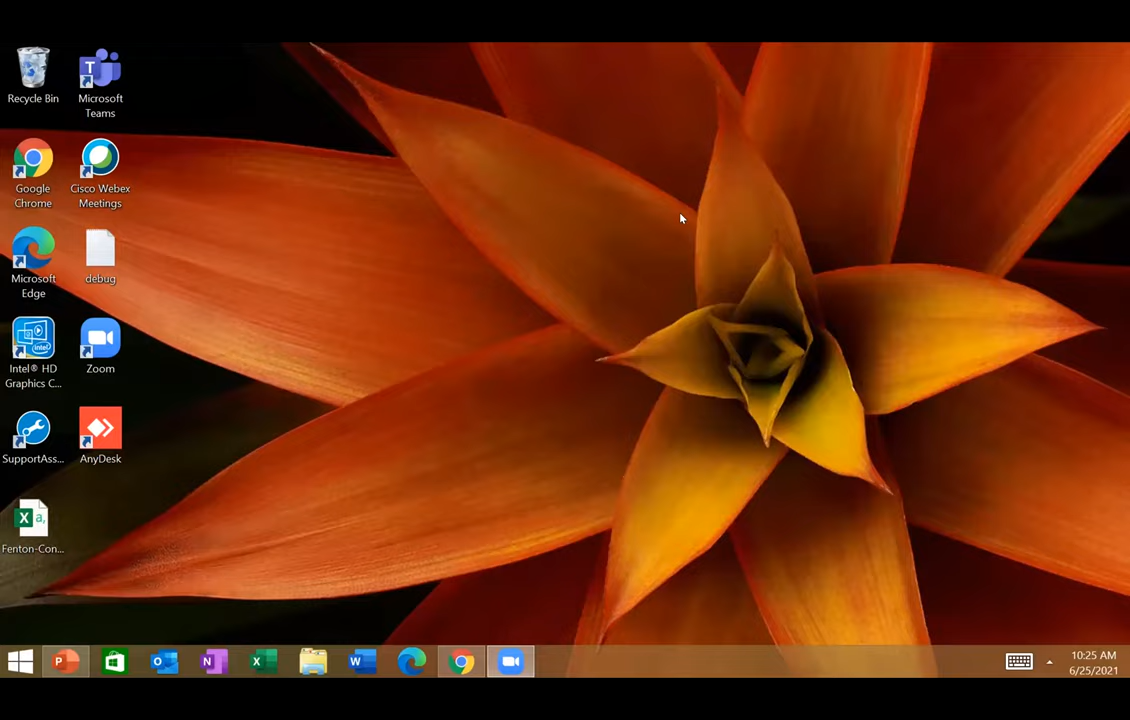 Recycle Bin
Microsoft
Teams
Google
Chrome
Cisco Webex
Meetings
Microsoft
Edge
debug
Intel® HD
Graphics C...
Zoom
SupportAss...
AnyDesk
Fenton-Con...
10:25 AM
6/25/2021